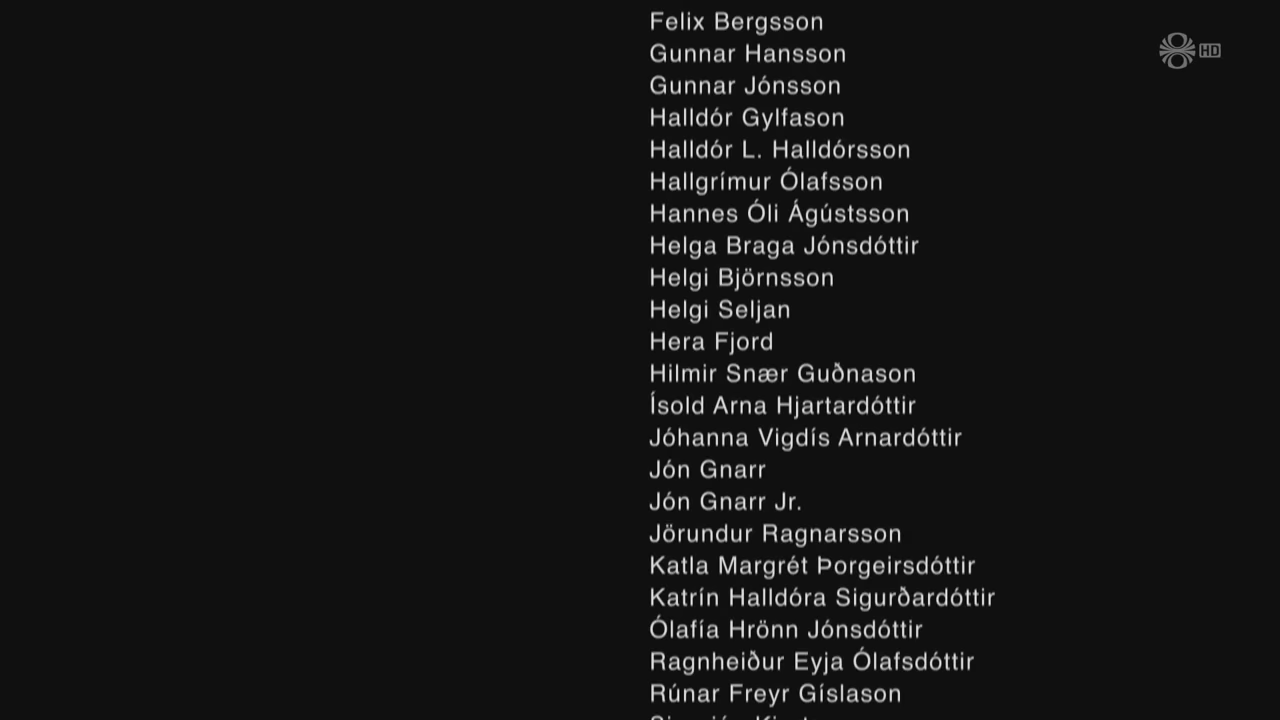 Felix Bergsson
HD
Gunnar Hansson
Gunnar Jónsson
Halldór Gylfason
Halldór L. Halldórsson
Hallgrímur Ólafsson
Hannes Óli Ágústsson
Helga Braga Jónsdóttir
Helgi Björnsson
Helgi Seljan
Hera Fjord
Hilmir Snær Guðnason
Ísold Arna Hjartardóttir
Jóhanna Vigdís Arnardóttir
Jón Gnarr
Jón Gnarr Jr.
Jörundur Ragnarsson
Katla Margrét Þorgeirsdóttir
Katrín Halldóra Sigurðardóttir
Ólafía Hrönn Jónsdóttir
Ragnheiður Eyja Ólafsdóttir
Rúnar Freyr Gíslason